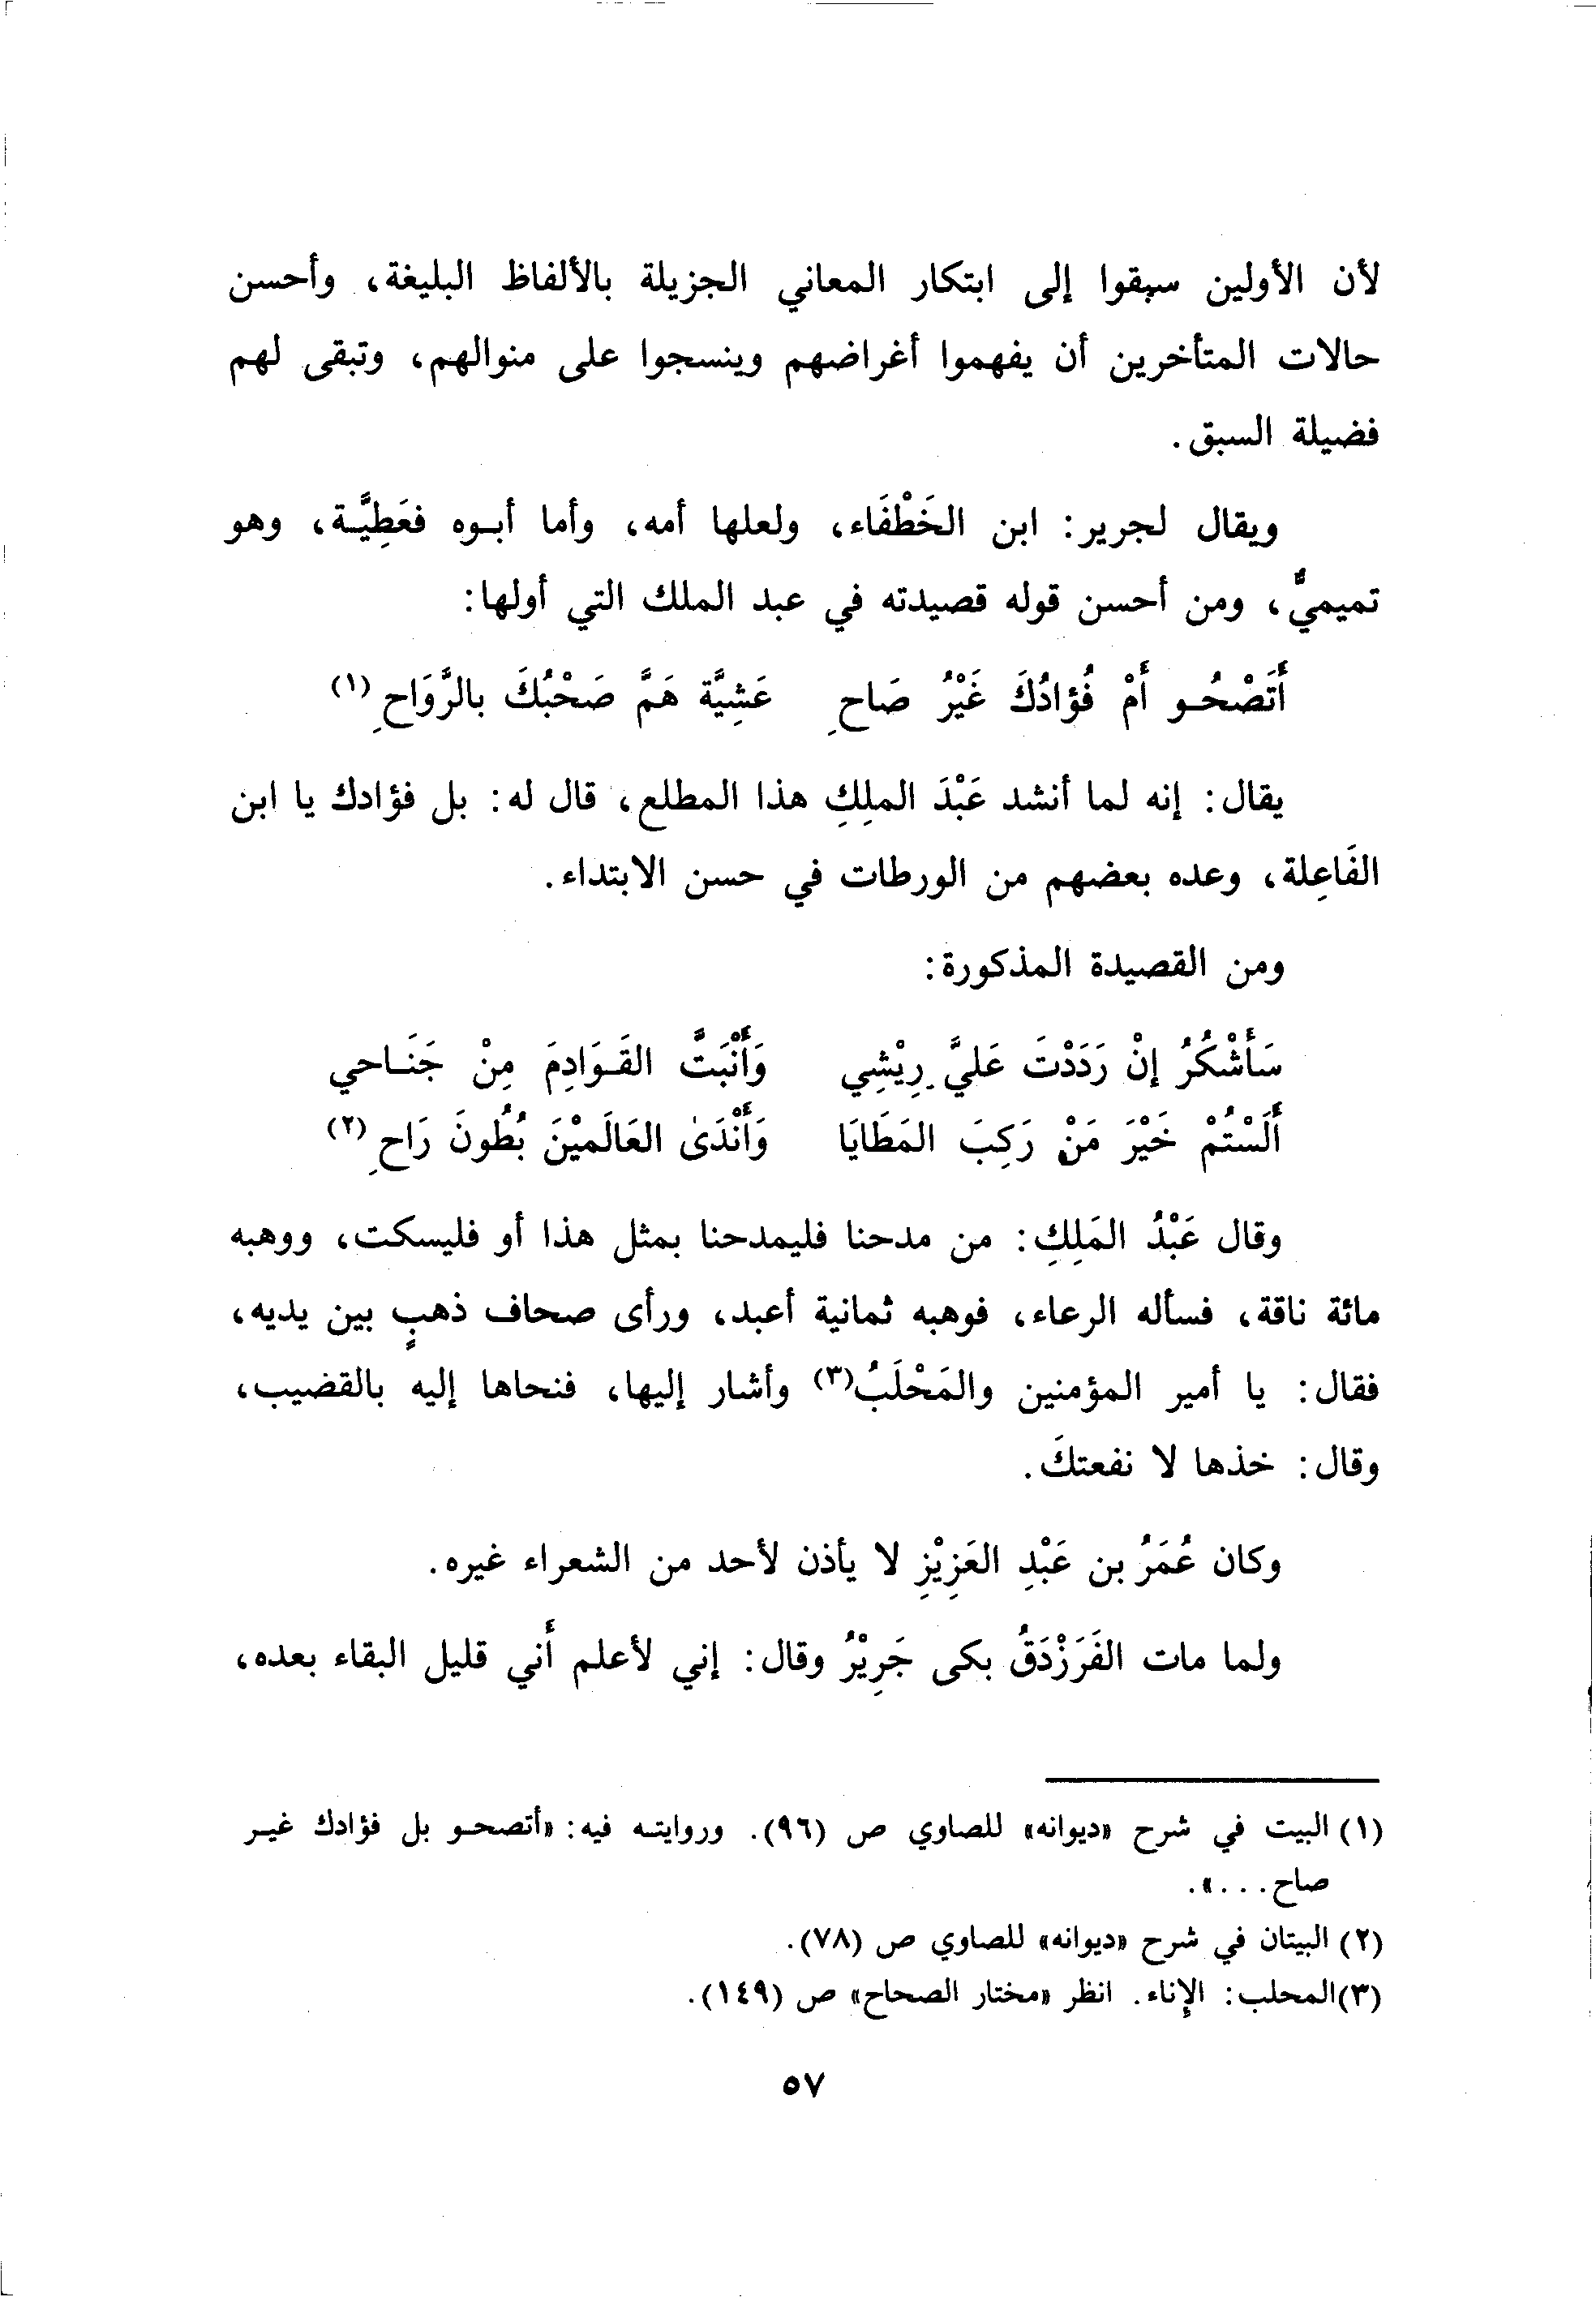 لأن الأولين سبقوا إلى ابتكار المعاني الجزيلة بالألفاظ البليغة، وأحسن
حالات المتأخرين أن يفهموا أغراضهم وينسجوا على منوالهم، وتبقى لهم
فضيلة السبق.
ويقال لجرير: ابن الخَطْفَاء، ولعلها أمه، وأما أبـوه فعَطِيَّـة، وهو
تميميٌّ، ومن أحسن قوله قصيدته في عبد الملك التي أولها:
أَتَصْحُـو أَمْ فُؤادُكَ غَيْرُ صَاحِ عَشِيَّة هَمَّ صَحْبُكَ بالرَّوَاحِ (١)
يقال: إنه لما أنشد عَبْدَ الملِكِ هذا المطلع، قال له: بل فؤادك يا ابن
الفَاعِلة، وعده بعضهم من الورطات في حسن الابتداء.
ومن القصيدة المذكورة:
سَأَشْكُرُ إنْ رَدَدْتَ عَليَّ رِيْشِي وَأَنْبَتَّ القَـوَادِمَ مِنْ جَنَـاحي
أَلَسْتُمْ خَيْرَ مَنْ رَكِبَ المَطَايَا وَأَنْدَىٰ العَالَمِيْنَ بُطُونَ رَاحِ (٢)
وقال عَبْدُ المَلِكِ: من مدحنا فليمدحنا بمثل هذا أو فليسكت، ووهبه
مائة ناقة، فسأله الرعاء، فوهبه ثمانية أعبد، ورأى صحاف ذهبٍ بين يديه،
فقال: يا أمير المؤمنين والمَحْلَبُ(٣) وأشار إليها، فنحاها إليه بالقضيب،
وقال: خذها لا نفعتكَ.
وكان عُمَرُ بن عَبْدِ العَزِيْزِ لا يأذن لأحد من الشعراء غيره.
ولما مات الفَرَزْدَقُ بكى جَرِيْرُ وقال: إني لأعلم أَني قليل البقاء بعده،
(١) البيت في شرح «ديوانه» للصاوي ص (٩٦). وروايتـه فيه: «أتصحـو بل فؤادك غيـر
صاح...».
(٢) البيتان في شرح «ديوانه» للصاوي ص (٧٨).
(٣)المحلب: الإناء. انظر «مختار الصحاح» ص (١٤٩).
٥٧